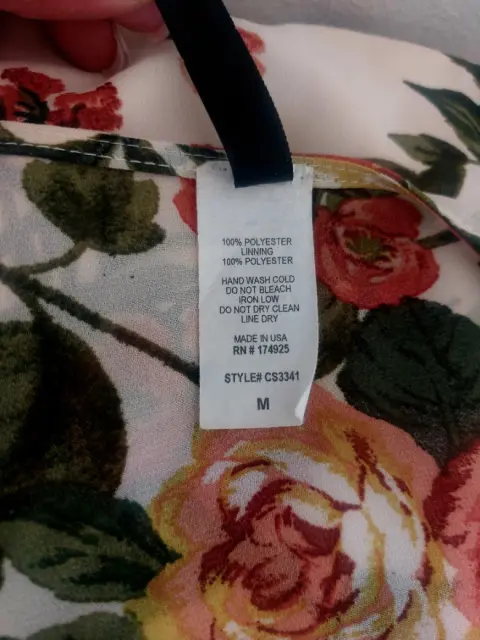 100% POLYESTER
LINNING
100% POLYESTER
HAND WASH COLD
DO NOT BLEACH
IRON LOW
DO NOT DRY CLEAN
LINE DRY
MADE IN USA
RN # 174925
STYLE# CS3341
M